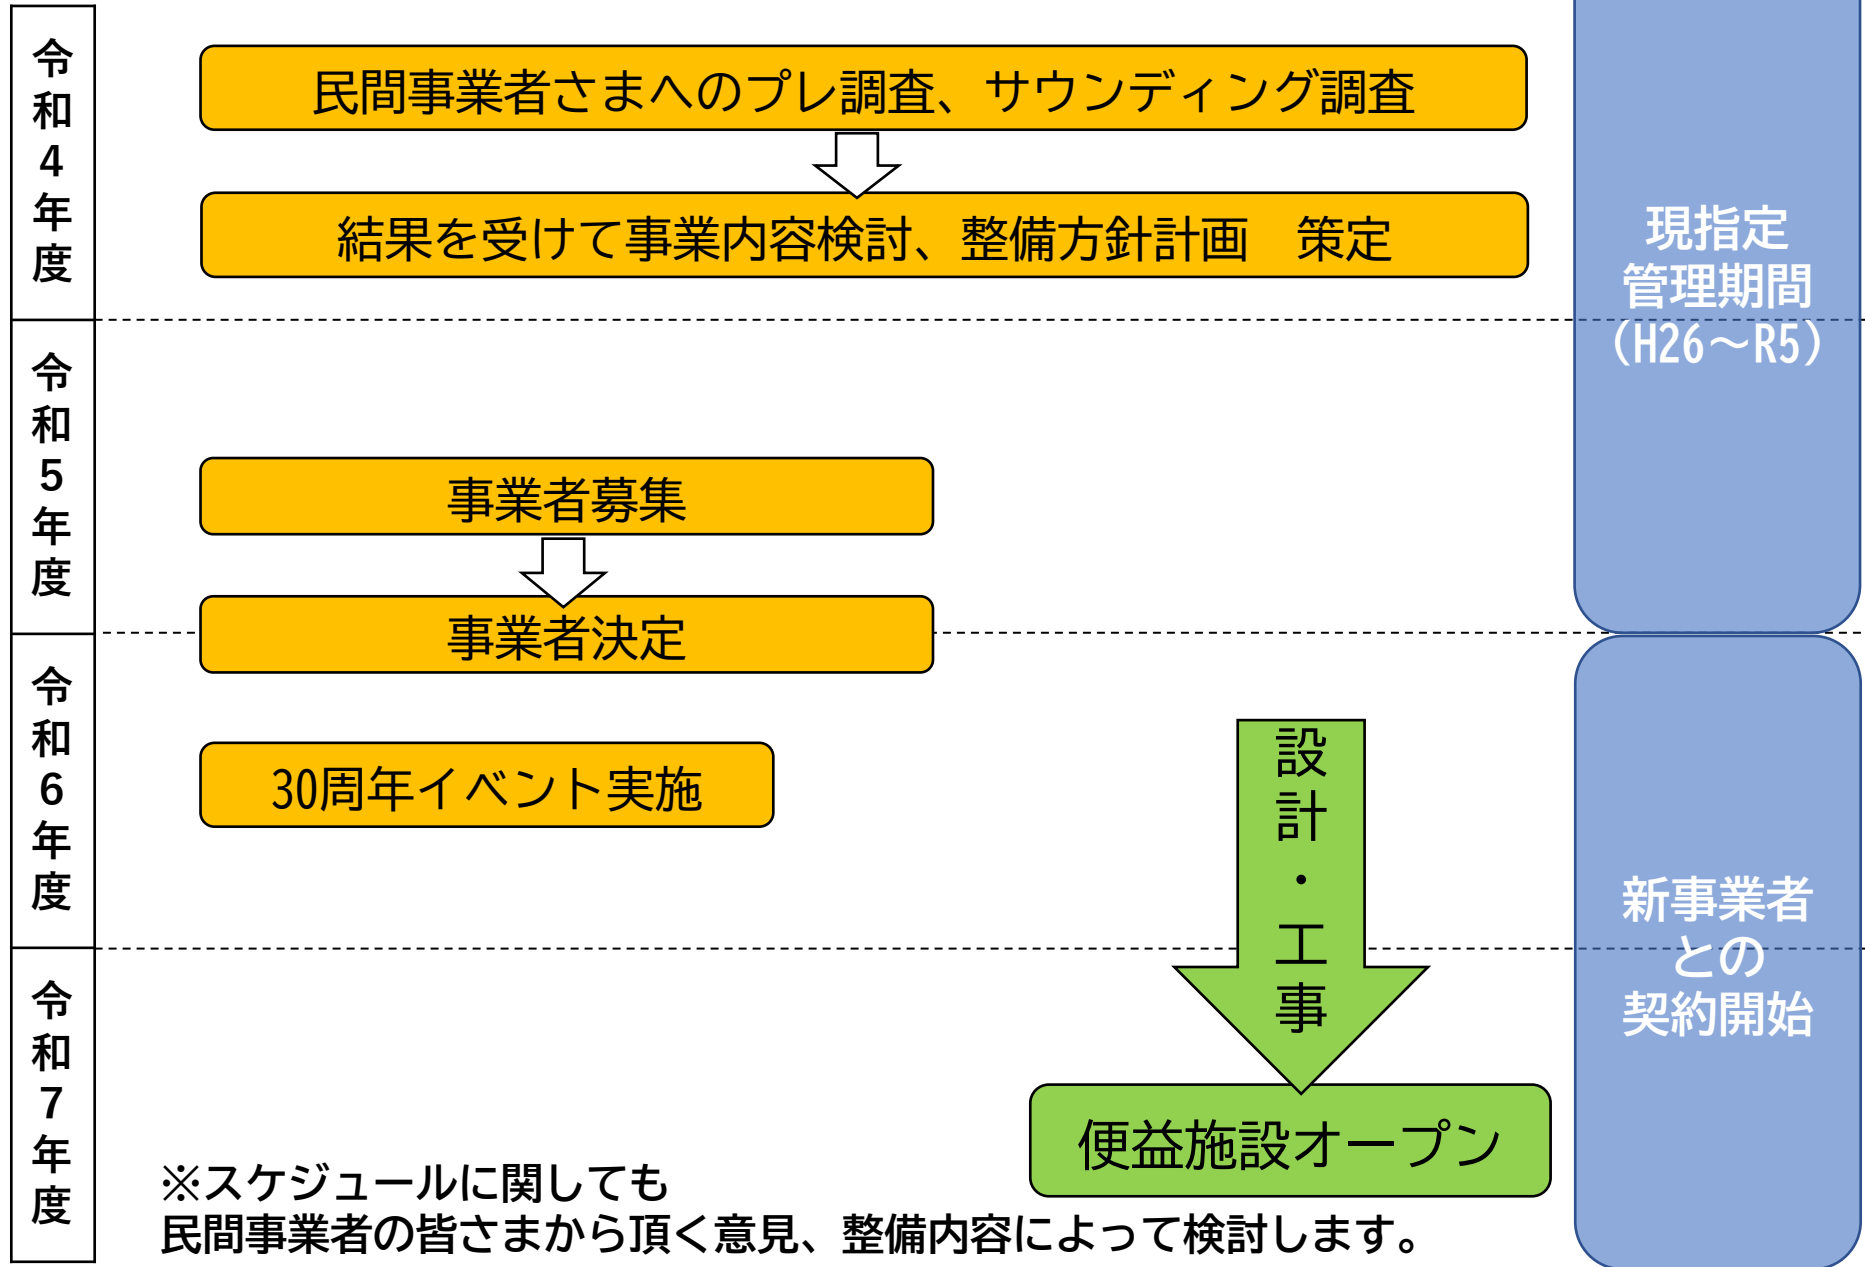 令和4年度
民間事業者さまへのプレ調査、サウンディング調査
結果を受けて事業内容検討、整備方針計画　策定
現指定
管理期間
(H26～R5)
令和5年度
事業者募集
事業者決定
令和6年度
30周年イベント実施
設計・工事
新事業者
との
契約開始
令和7年度
便益施設オープン
※スケジュールに関しても
民間事業者の皆さまから頂く意見、整備内容によって検討します。